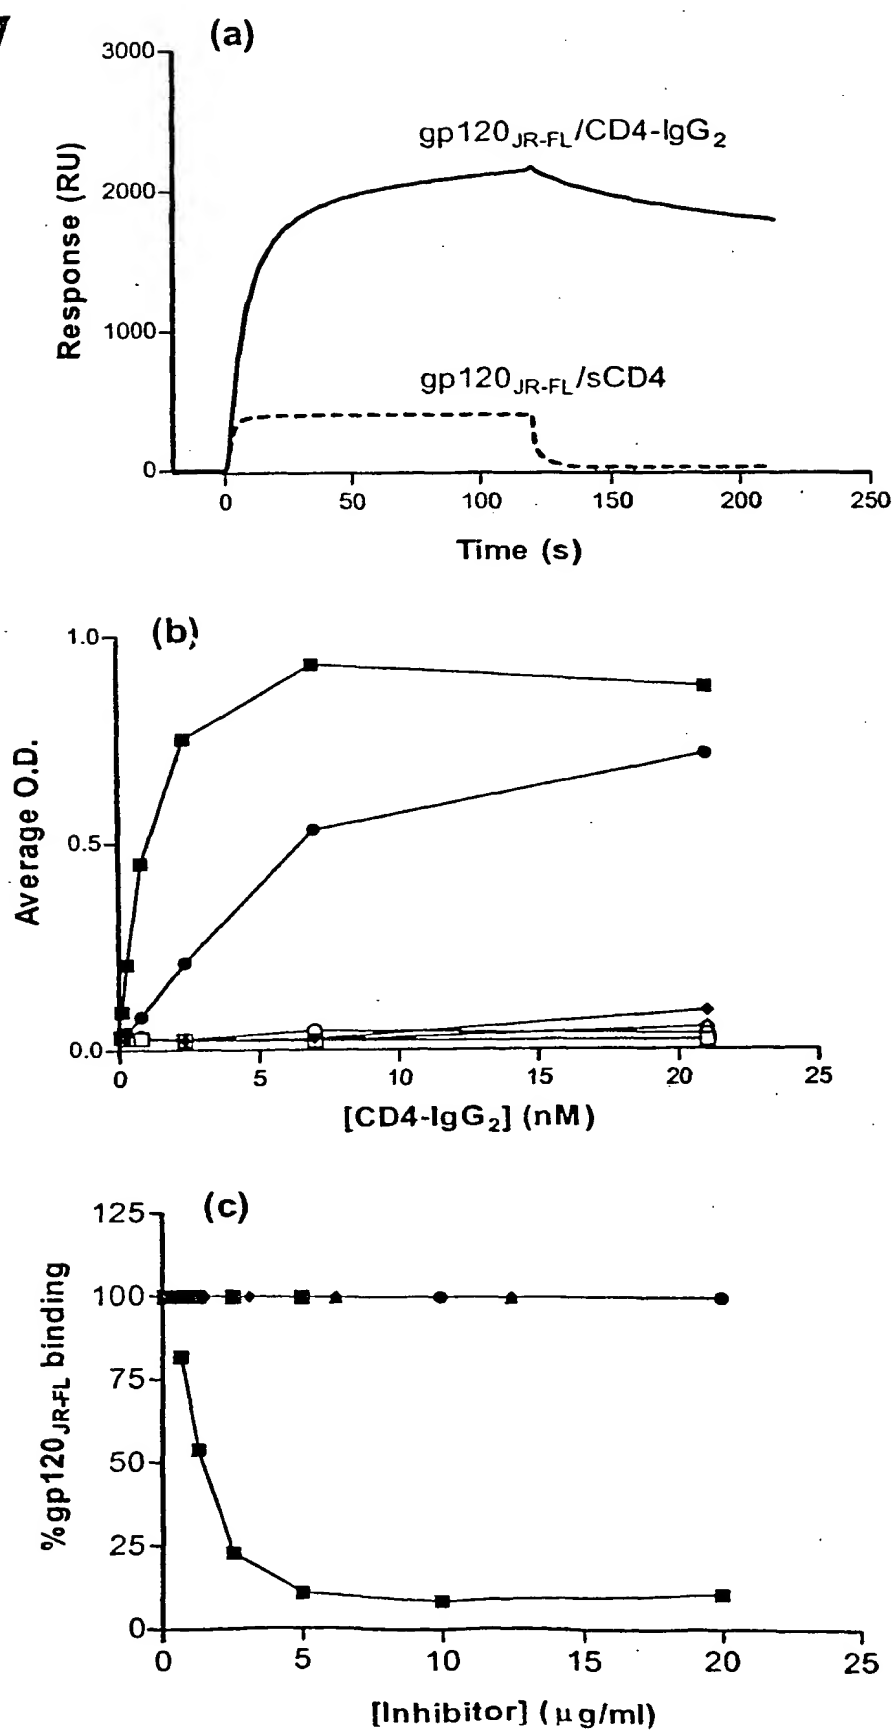 (a)
3000
2000
1000
0
Response (RU)
gp120JR-FL/CD4-IgG2
gp120JR-FL/sCD4
0 50 100 150 200 250
Time (s)
(b)
1.0
0.5
0.0
Average O.D.
0 5 10 15 20 25
[CD4-IgG2] (nM)
(c)
125
100
75
50
25
0
%gp120JR-FL binding
0 5 10 15 20 25
[Inhibitor] (μg/ml)